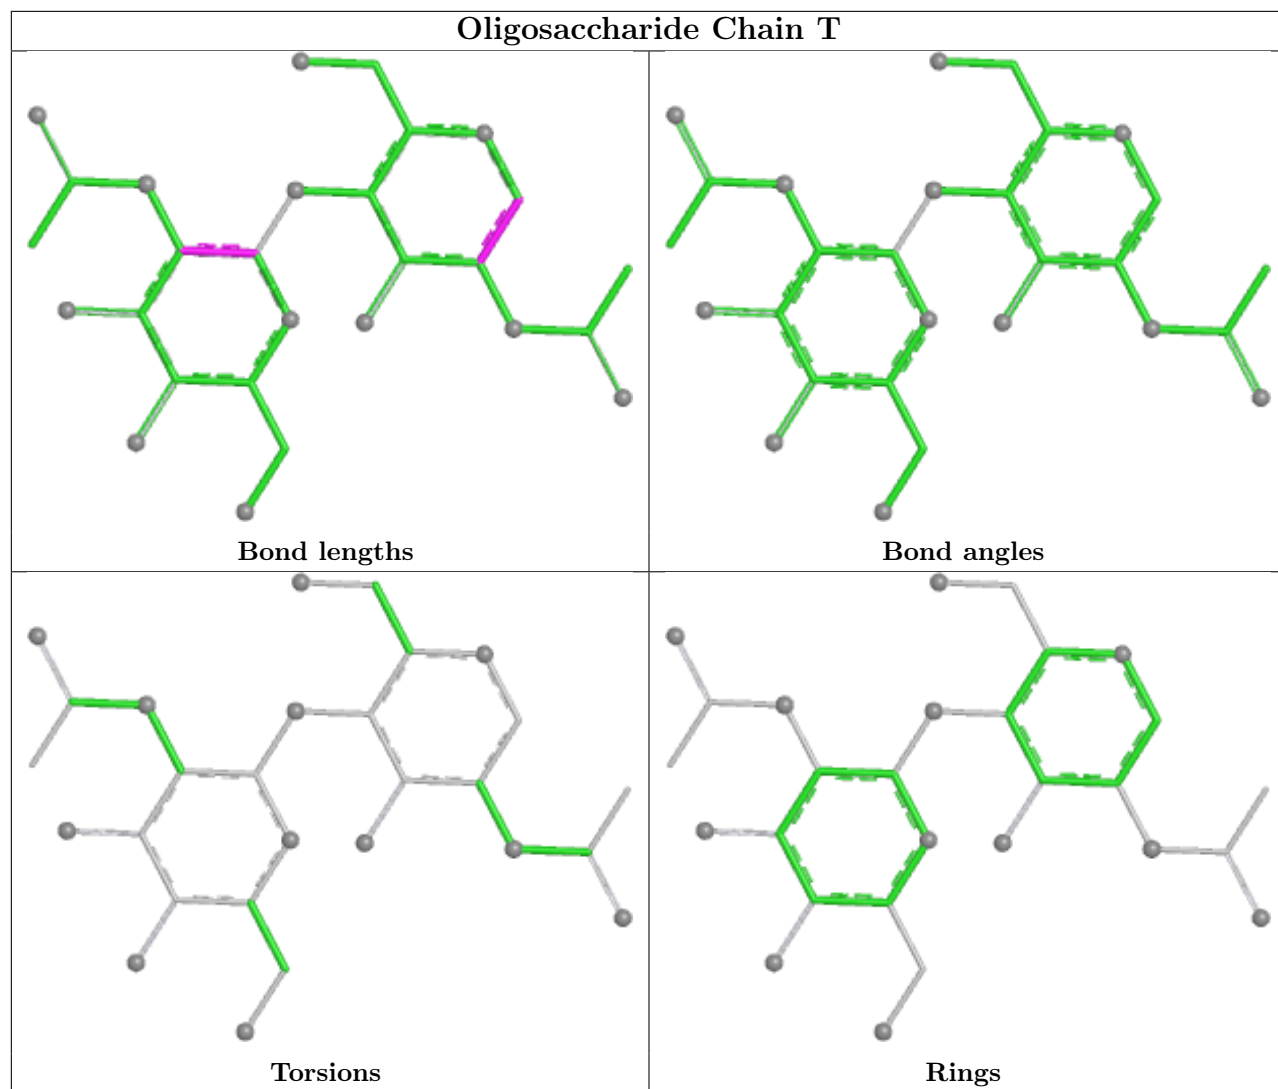 Oligosaccharide Chain T
Bond lengths
Bond angles
Torsions
Rings